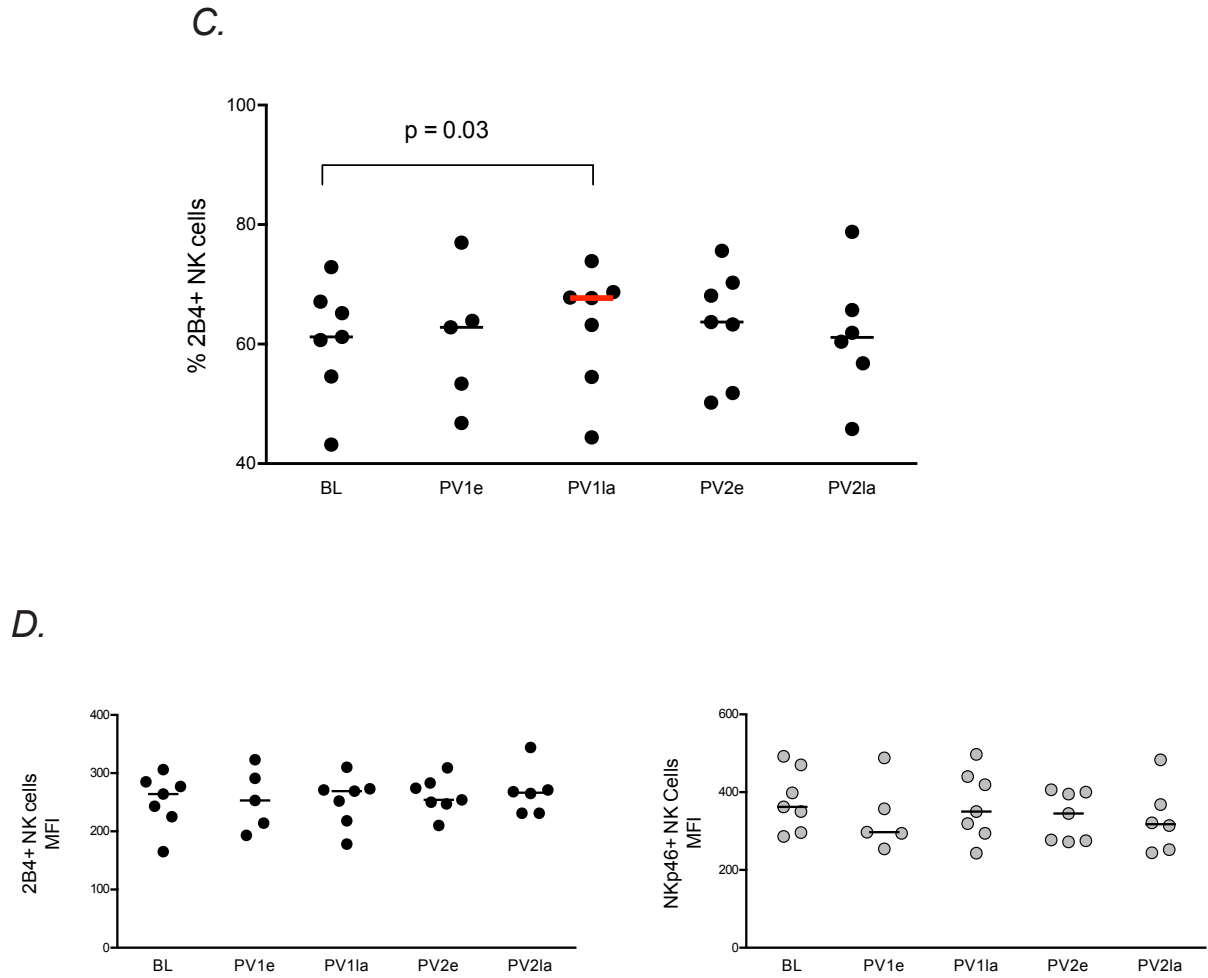 C.
100
80
60
40
% 2B4+ NK cells
p = 0.03
BL PV1e PV1la PV2e PV2la
D.
400
300
200
100
0
2B4+ NK cells
MFI
BL PV1e PV1la PV2e PV2la
600
400
200
0
NKp46+ NK Cells
MFI
BL PV1e PV1la PV2e PV2la